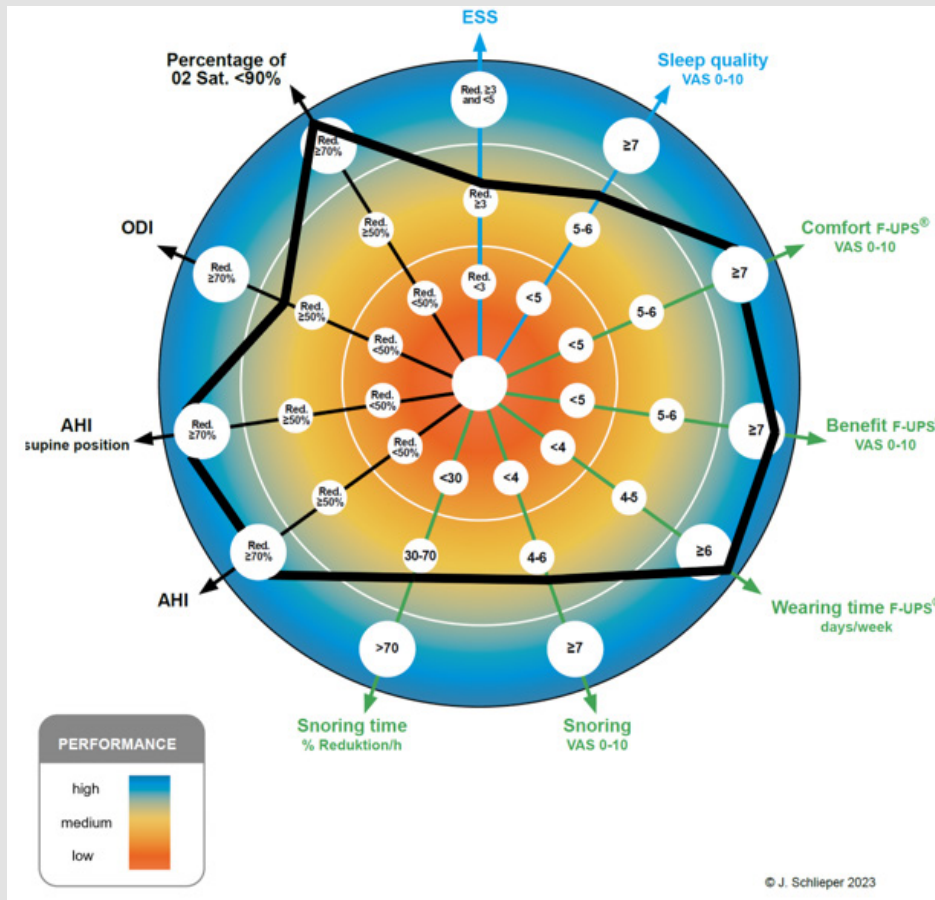 ESS
Percentage of
02 Sat. <90%
Sleep quality
VAS 0-10
Red. ≥3
and <5
Red.
≥70%
≥7
ODI
Comfort F-UPS®
VAS 0-10
Red.
≥3
Red.
≥50%
5-6
Red.
≥70%
≥7
Red.
<3
Red.
<50%
<5
Red.
≥50%
5-6
Red.
<50%
<5
AHI
supine position
Red.
≥70%
Red.
≥50%
Red.
<50%
<5
5-6
≥7
Benefit F-UPS
VAS 0-10
Red.
<50%
<4
<30
<4
Red.
≥50%
4-5
Red.
≥70%
30-70
4-6
≥6
AHI
Wearing time F-UPS®
days/week
>70
≥7
Snoring time
% Reduktion/h
Snoring
VAS 0-10
PERFORMANCE
high
medium
low
© J. Schlieper 2023